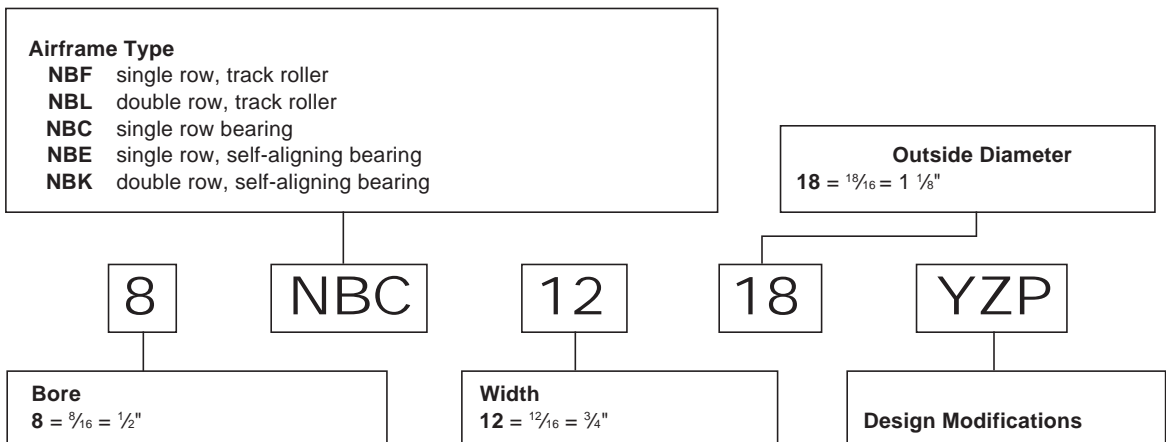 Airframe Type
NBF single row, track roller
NBL double row, track roller
NBC single row bearing
NBE single row, self-aligning bearing
NBK double row, self-aligning bearing
Outside Diameter
18 = 18⁄16 = 1 1⁄8"
8 NBC 12 18 YZP
Bore
8 = 8⁄16 = 1⁄2"
Width
12 = 12⁄16 = 3⁄4"
Design Modifications